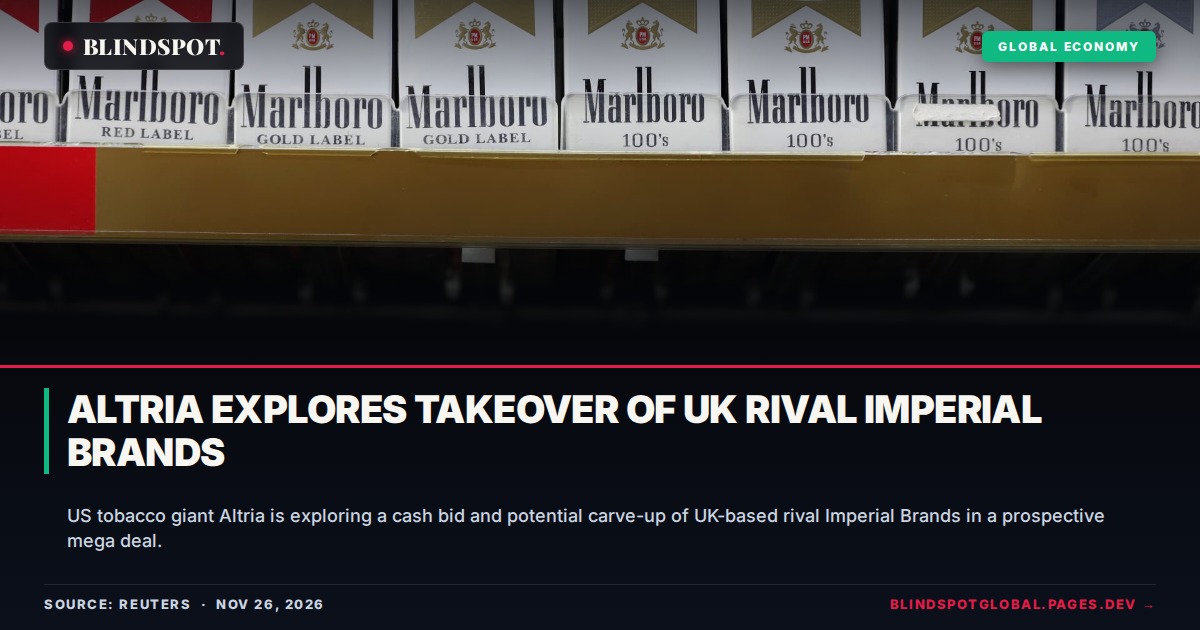 BLINDSPOT.
GLOBAL ECONOMY
Marlboro Marlboro Marlboro Marlboro Marlboro Marlboro Marlboro
RED LABEL GOLD LABEL GOLD LABEL 100's 100's 100's 100's
ALTRIA EXPLORES TAKEOVER OF UK RIVAL IMPERIAL
BRANDS
US tobacco giant Altria is exploring a cash bid and potential carve-up of UK-based rival Imperial Brands in a prospective
mega deal.
SOURCE: REUTERS · NOV 26, 2026
BLINDSPOTGLOBAL.PAGES.DEV →